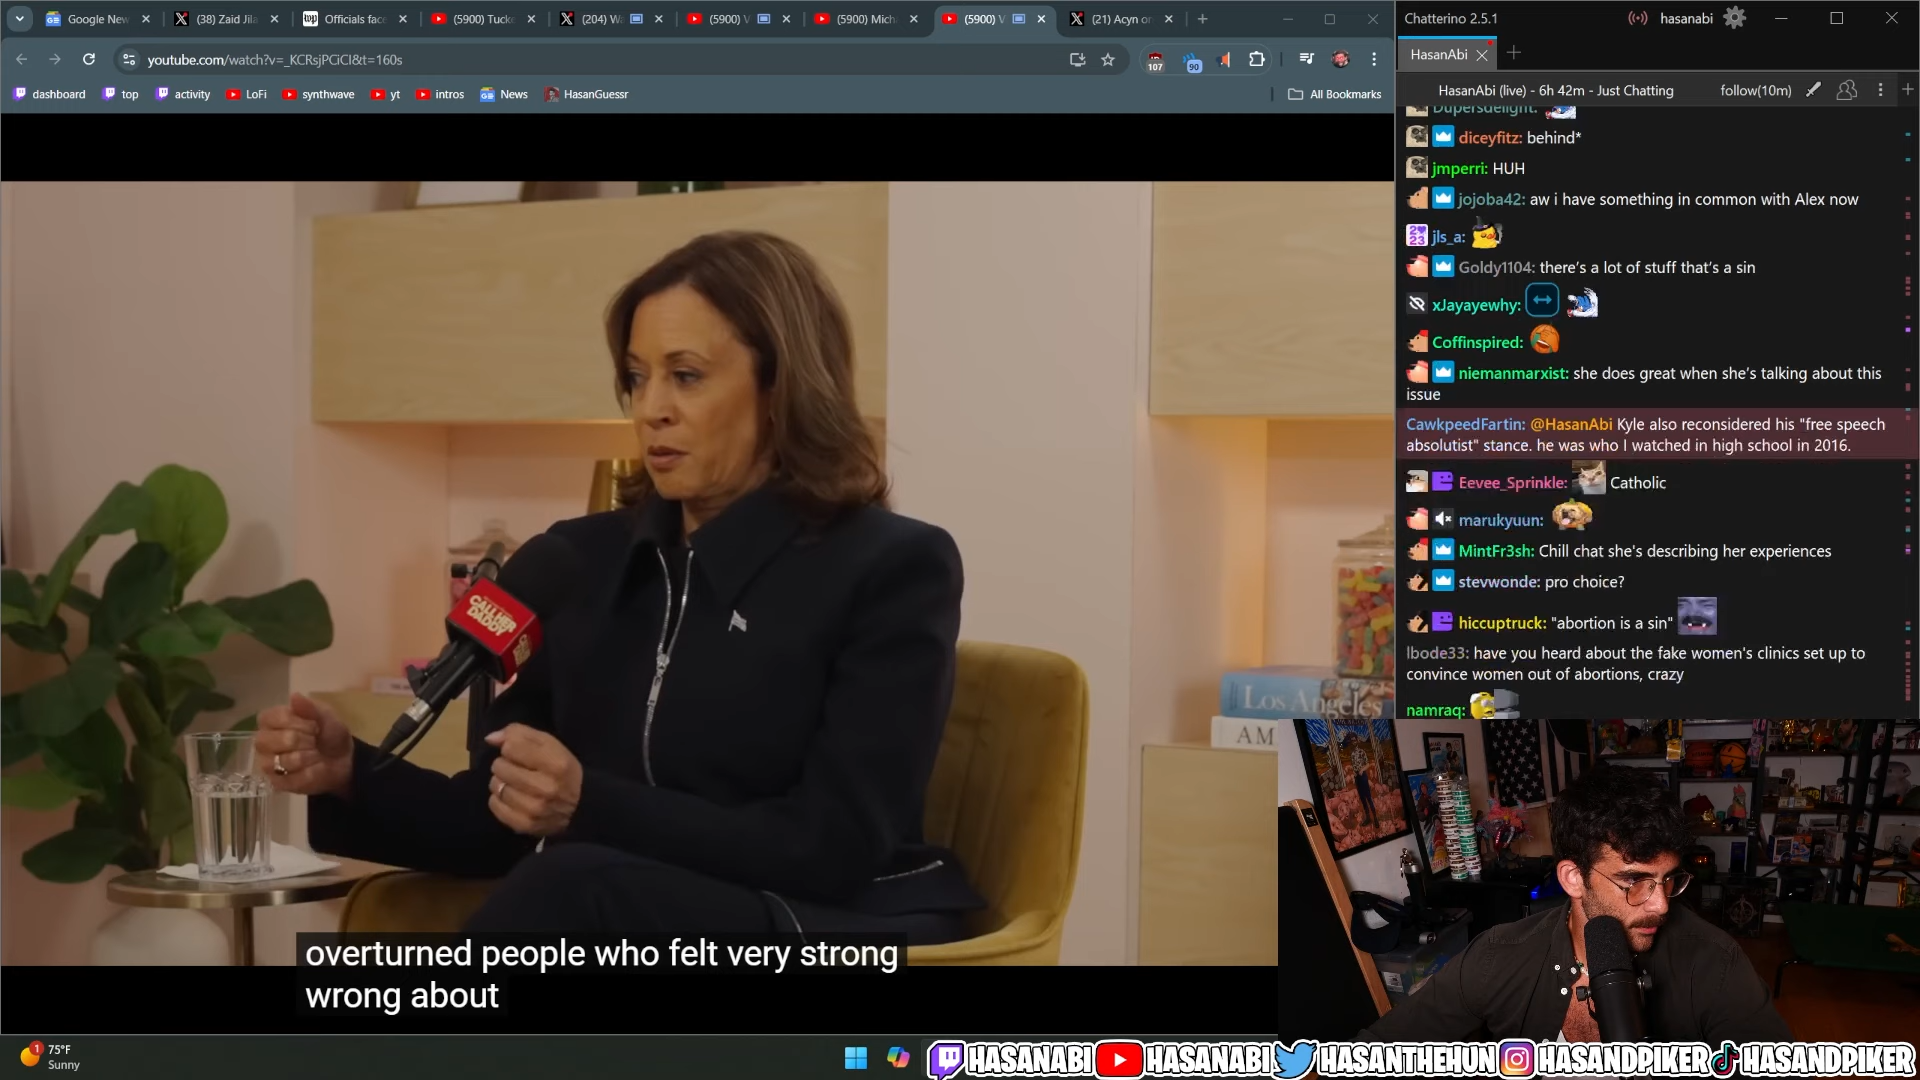 Google New
(38) Zaid Jila
Officials face
(5900) Tucke
(204) W
(5900) V
(5900) Mich
(5900) V
(21) Acyn on
youtube.com/watch?v=_KCRsjPCiCI&t=160s
107
90
dashboard
top
activity
LoFi
synthwave
yt
intros
News
HasanGuessr
All Bookmarks
CALL HER
DADDY
Los Angeles
AM
overturned people who felt very strong
wrong about
Chatterino 2.5.1
hasanabi
HasanAbi
HasanAbi (live) - 6h 42m - Just Chatting
follow(10m)
Dupersdelight:
diceyfitz: behind*
jmperri: HUH
jojoba42: aw i have something in common with Alex now
jls_a:
Goldy1104: there's a lot of stuff that's a sin
xJayayewhy:
Coffinspired:
niemanmarxist: she does great when she's talking about this
issue
CawkpeedFartin: @HasanAbi Kyle also reconsidered his "free speech
absolutist" stance. he was who I watched in high school in 2016.
Eevee_Sprinkle: Catholic
marukyuun:
MintFr3sh: Chill chat she's describing her experiences
stevwonde: pro choice?
hiccuptruck: "abortion is a sin"
lbode33: have you heard about the fake women's clinics set up to
convince women out of abortions, crazy
namraq:
1
75°F
Sunny
HASANABI
HASANABI
HASANTHEHUN
HASANDPIKER
HASANDPIKER